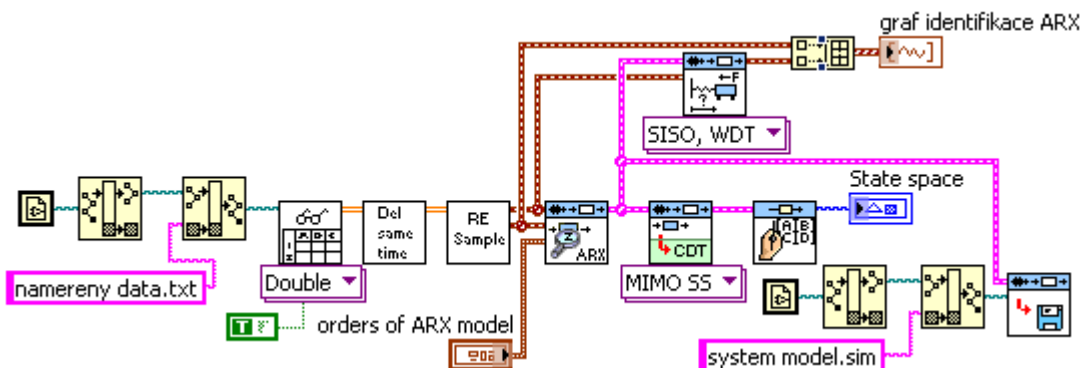 graf identifikace ARX
F
?
SISO, WDT
State space
A B
C D
Del
same
time
RE
Sample
Z
ARX
CDT
namereny data.txt
Double
MIMO SS
T
orders of ARX model
system model.sim